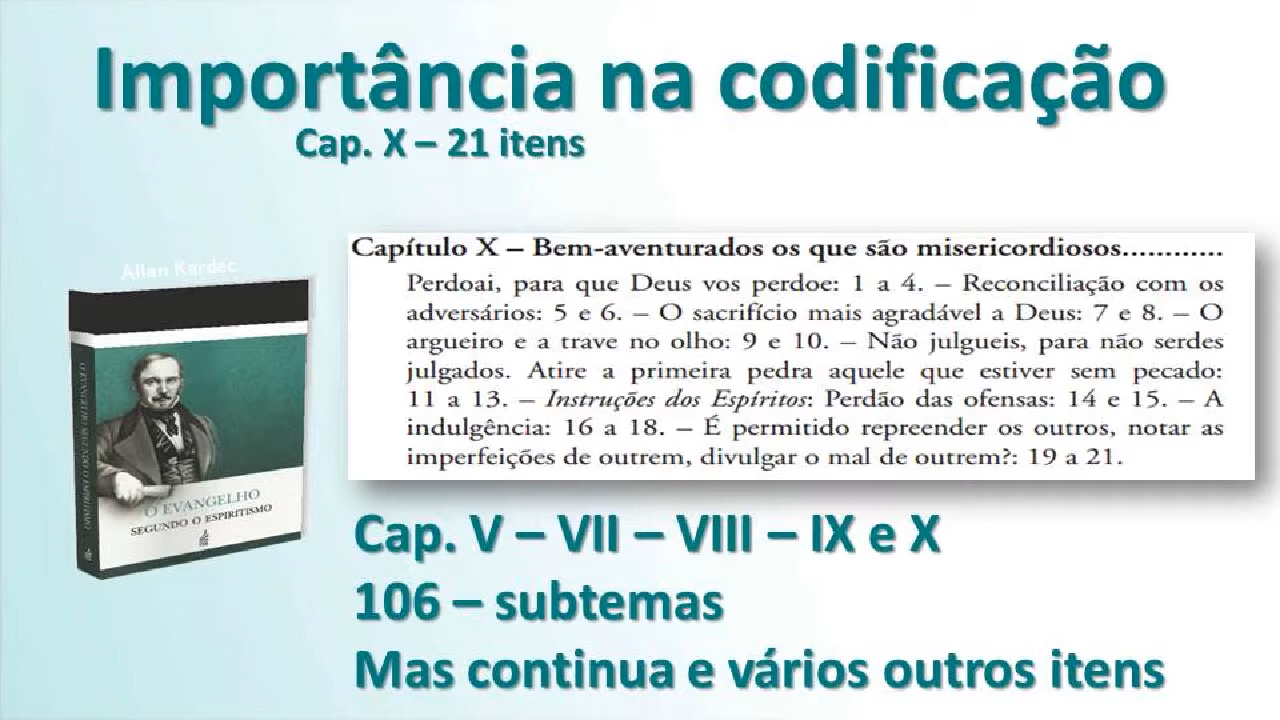 Importância na codificação
Cap. X – 21 itens
Capítulo X – Bem-aventurados os que são misericordiosos............
Perdoai, para que Deus vos perdoe: 1 a 4. – Reconciliação com os
adversários: 5 e 6. – O sacrifício mais agradável a Deus: 7 e 8. – O
argueiro e a trave no olho: 9 e 10. – Não julgueis, para não serdes
julgados. Atire a primeira pedra aquele que estiver sem pecado:
11 a 13. – Instruções dos Espíritos: Perdão das ofensas: 14 e 15. – A
indulgência: 16 a 18. – É permitido repreender os outros, notar as
imperfeições de outrem, divulgar o mal de outrem?: 19 a 21.
Allan Kardec
O EVANGELHO SEGUNDO O ESPIRITISMO
O EVANGELHO
SEGUNDO O ESPIRITISMO
Cap. V – VII – VIII – IX e X
106 – subtemas
Mas continua e vários outros itens